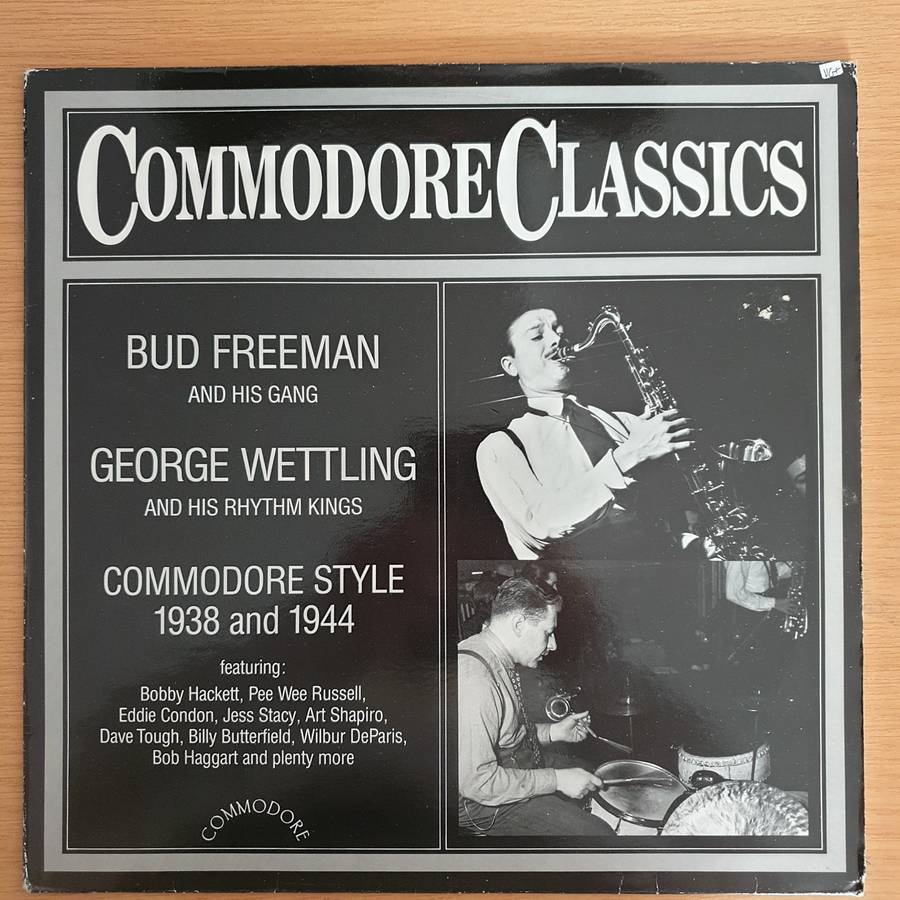 VG+
COMMODORE CLASSICS
BUD FREEMAN
AND HIS GANG
GEORGE WETTLING
AND HIS RHYTHM KINGS
COMMODORE STYLE
1938 and 1944
featuring:
Bobby Hackett, Pee Wee Russell,
Eddie Condon, Jess Stacy, Art Shapiro,
Dave Tough, Billy Butterfield, Wilbur DeParis,
Bob Haggart and plenty more
COMMODORE